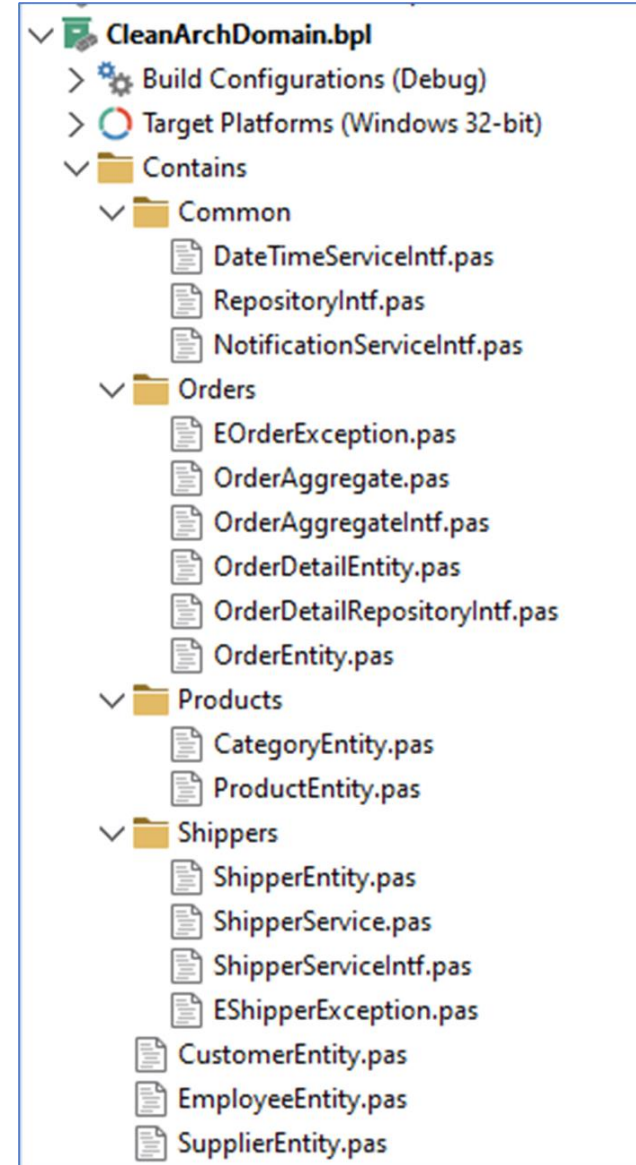 CleanArchDomain.bpl
Build Configurations (Debug)
Target Platforms (Windows 32-bit)
Contains
Common
DateTimeServiceIntf.pas
RepositoryIntf.pas
NotificationServiceIntf.pas
Orders
EOrderException.pas
OrderAggregate.pas
OrderAggregateIntf.pas
OrderDetailEntity.pas
OrderDetailRepositoryIntf.pas
OrderEntity.pas
Products
CategoryEntity.pas
ProductEntity.pas
Shippers
ShipperEntity.pas
ShipperService.pas
ShipperServiceIntf.pas
EShipperException.pas
CustomerEntity.pas
EmployeeEntity.pas
SupplierEntity.pas